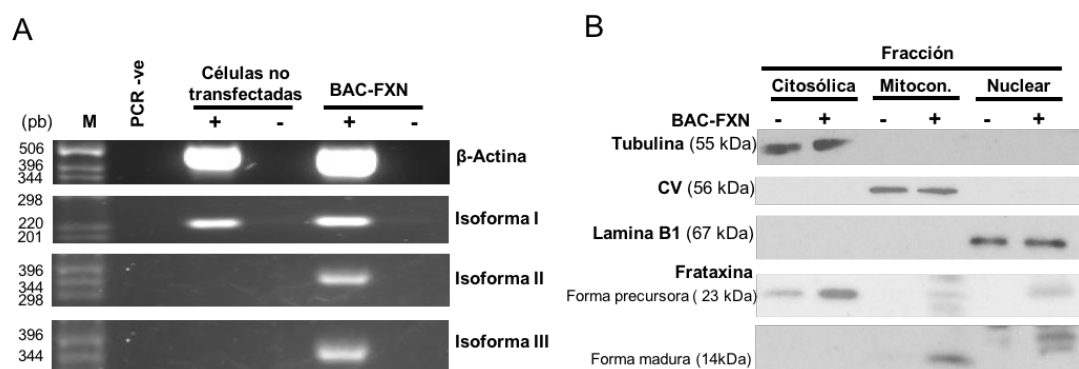 A
Células no
transfectadas
BAC-FXN
(pb)
M
PCR -ve
+
-
+
-
506
396
344
β-Actina
298
220
201
Isoforma I
396
344
298
Isoforma II
396
344
Isoforma III
B
Fracción
Citosólica
Mitocon.
Nuclear
BAC-FXN
-
+
-
+
-
+
Tubulina (55 kDa)
CV (56 kDa)
Lamina B1 (67 kDa)
Frataxina
Forma precursora ( 23 kDa)
Forma madura (14kDa)